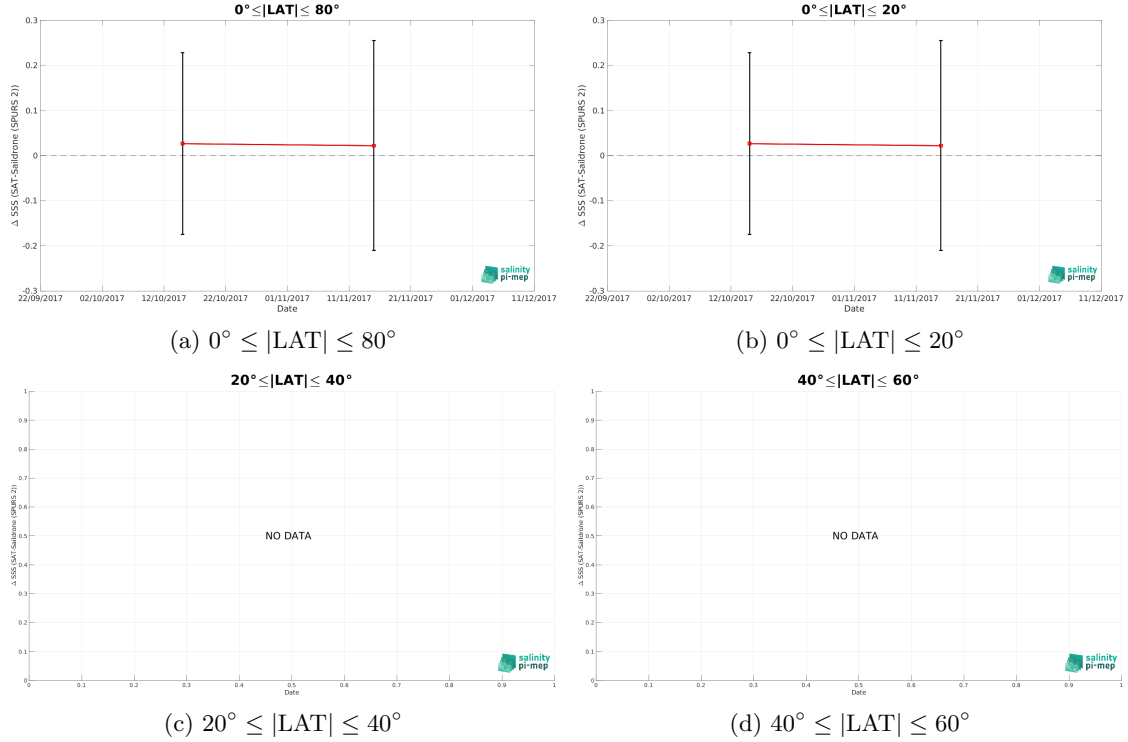 0°≤|LAT|≤ 80°
Δ SSS (SAT-Saildrone (SPURS 2))
0.3
0.2
0.1
0
-0.1
-0.2
-0.3
22/09/2017 02/10/2017 12/10/2017 22/10/2017 01/11/2017 11/11/2017 21/11/2017 01/12/2017 11/12/2017
Date
salinity
pi-mep
(a) 0° ≤ |LAT| ≤ 80°
0°≤|LAT|≤ 20°
Δ SSS (SAT-Saildrone (SPURS 2))
0.3
0.2
0.1
0
-0.1
-0.2
-0.3
22/09/2017 02/10/2017 12/10/2017 22/10/2017 01/11/2017 11/11/2017 21/11/2017 01/12/2017 11/12/2017
Date
salinity
pi-mep
(b) 0° ≤ |LAT| ≤ 20°
20°≤|LAT|≤ 40°
Δ SSS (SAT-Saildrone (SPURS 2))
1
0.9
0.8
0.7
0.6
0.5
0.4
0.3
0.2
0.1
0
NO DATA
0 0.1 0.2 0.3 0.4 0.5 0.6 0.7 0.8 0.9 1
Date
salinity
pi-mep
(c) 20° ≤ |LAT| ≤ 40°
40°≤|LAT|≤ 60°
Δ SSS (SAT-Saildrone (SPURS 2))
1
0.9
0.8
0.7
0.6
0.5
0.4
0.3
0.2
0.1
0
NO DATA
0 0.1 0.2 0.3 0.4 0.5 0.6 0.7 0.8 0.9 1
Date
salinity
pi-mep
(d) 40° ≤ |LAT| ≤ 60°